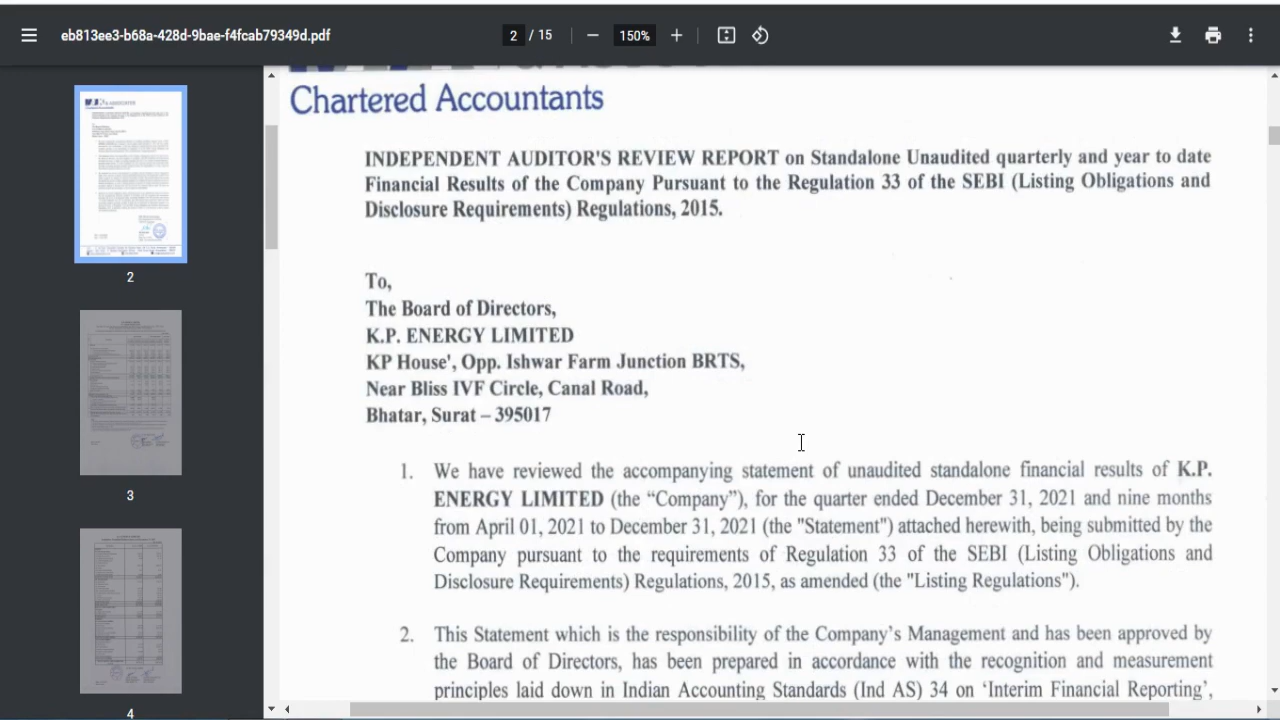 eb813ee3-b68a-428d-9bae-f4fcab79349d.pdf
2 / 15
150%
Chartered Accountants
INDEPENDENT AUDITOR'S REVIEW REPORT on Standalone Unaudited quarterly and year to date
Financial Results of the Company Pursuant to the Regulation 33 of the SEBI (Listing Obligations and
Disclosure Requirements) Regulations, 2015.
To,
The Board of Directors,
K.P. ENERGY LIMITED
KP House', Opp. Ishwar Farm Junction BRTS,
Near Bliss IVF Circle, Canal Road,
Bhatar, Surat – 395017
1. We have reviewed the accompanying statement of unaudited standalone financial results of K.P.
ENERGY LIMITED (the “Company”), for the quarter ended December 31, 2021 and nine months
from April 01, 2021 to December 31, 2021 (the "Statement") attached herewith, being submitted by the
Company pursuant to the requirements of Regulation 33 of the SEBI (Listing Obligations and
Disclosure Requirements) Regulations, 2015, as amended (the "Listing Regulations").
2. This Statement which is the responsibility of the Company’s Management and has been approved by
the Board of Directors, has been prepared in accordance with the recognition and measurement
principles laid down in Indian Accounting Standards (Ind AS) 34 on ‘Interim Financial Reporting’,
2
3
4